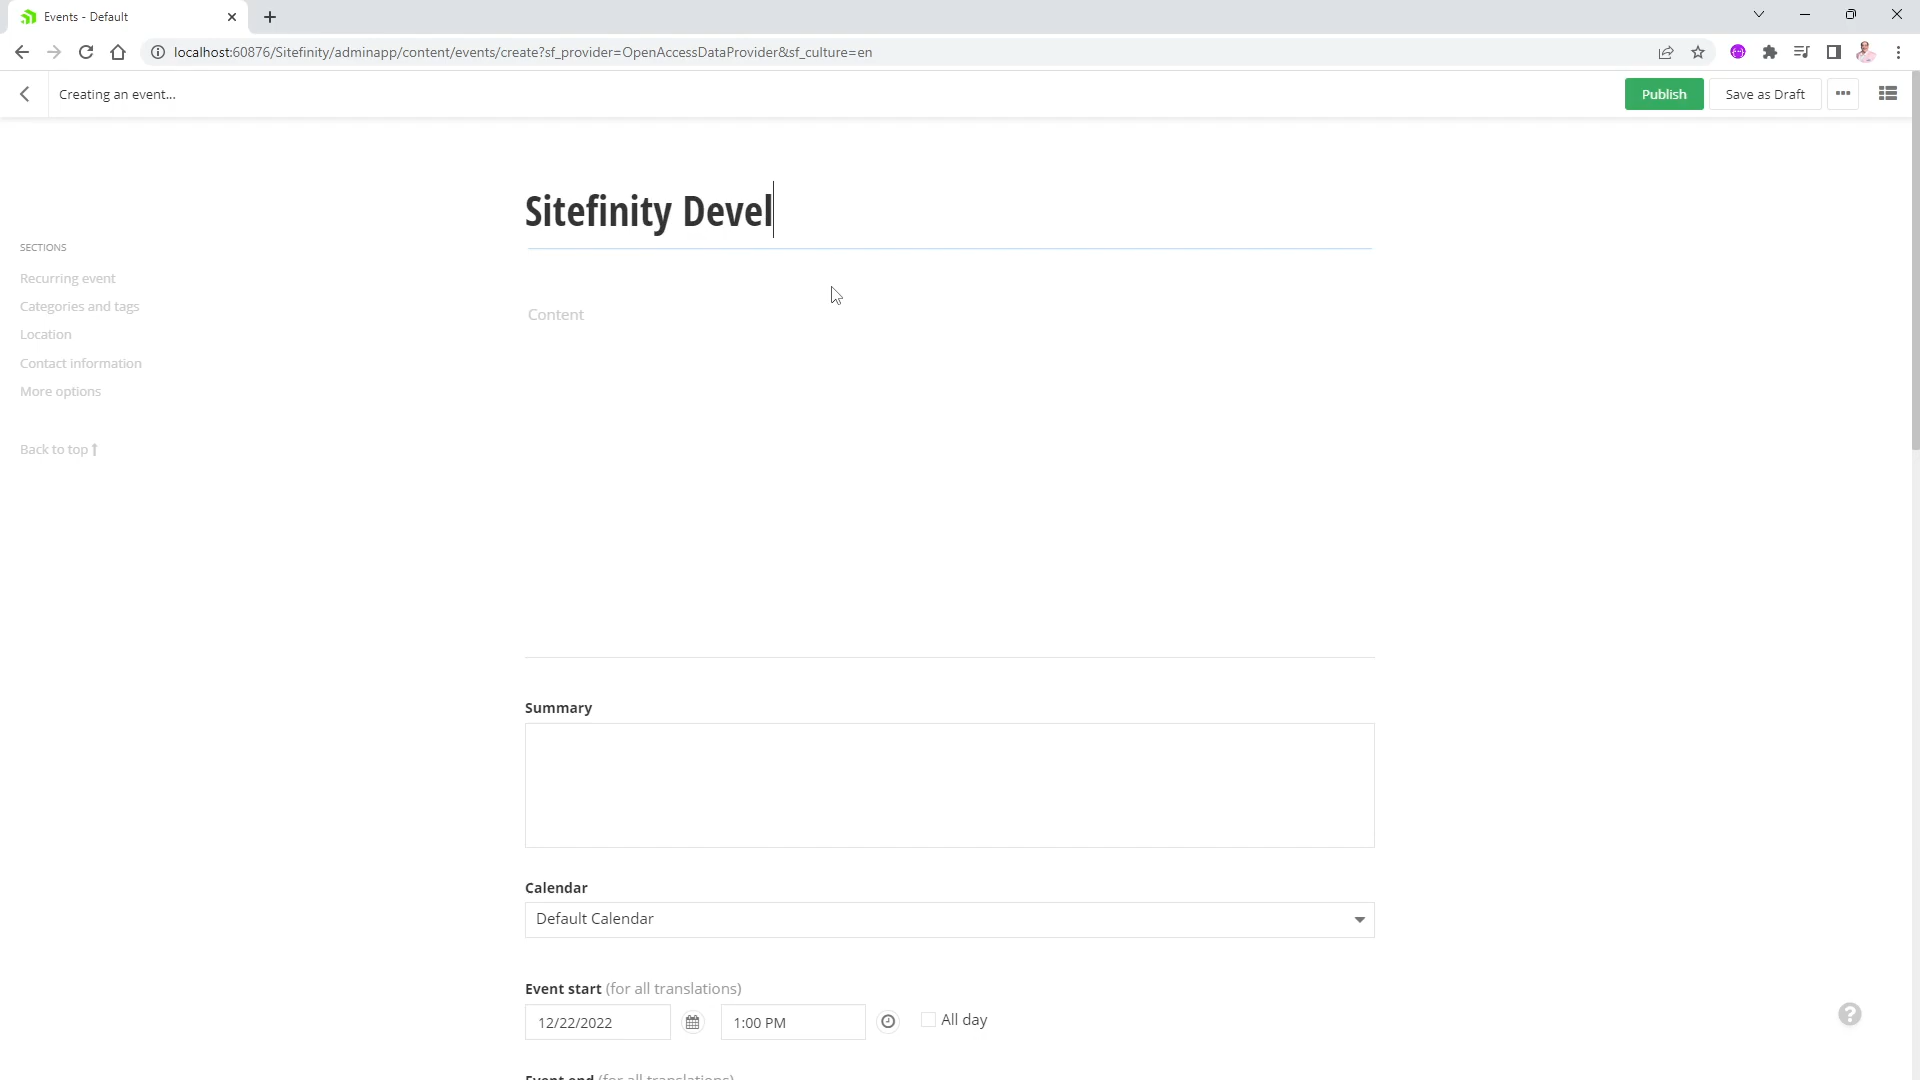 Events - Default
localhost:60876/Sitefinity/adminapp/content/events/create?sf_provider=OpenAccessDataProvider&sf_culture=en
Creating an event...
Publish
Save as Draft
Sitefinity Devel
SECTIONS
Recurring event
Categories and tags
Location
Contact information
More options
Back to top
Content
Summary
Calendar
Default Calendar
Event start (for all translations)
12/22/2022
1:00 PM
All day
?
Event end (for all translations)